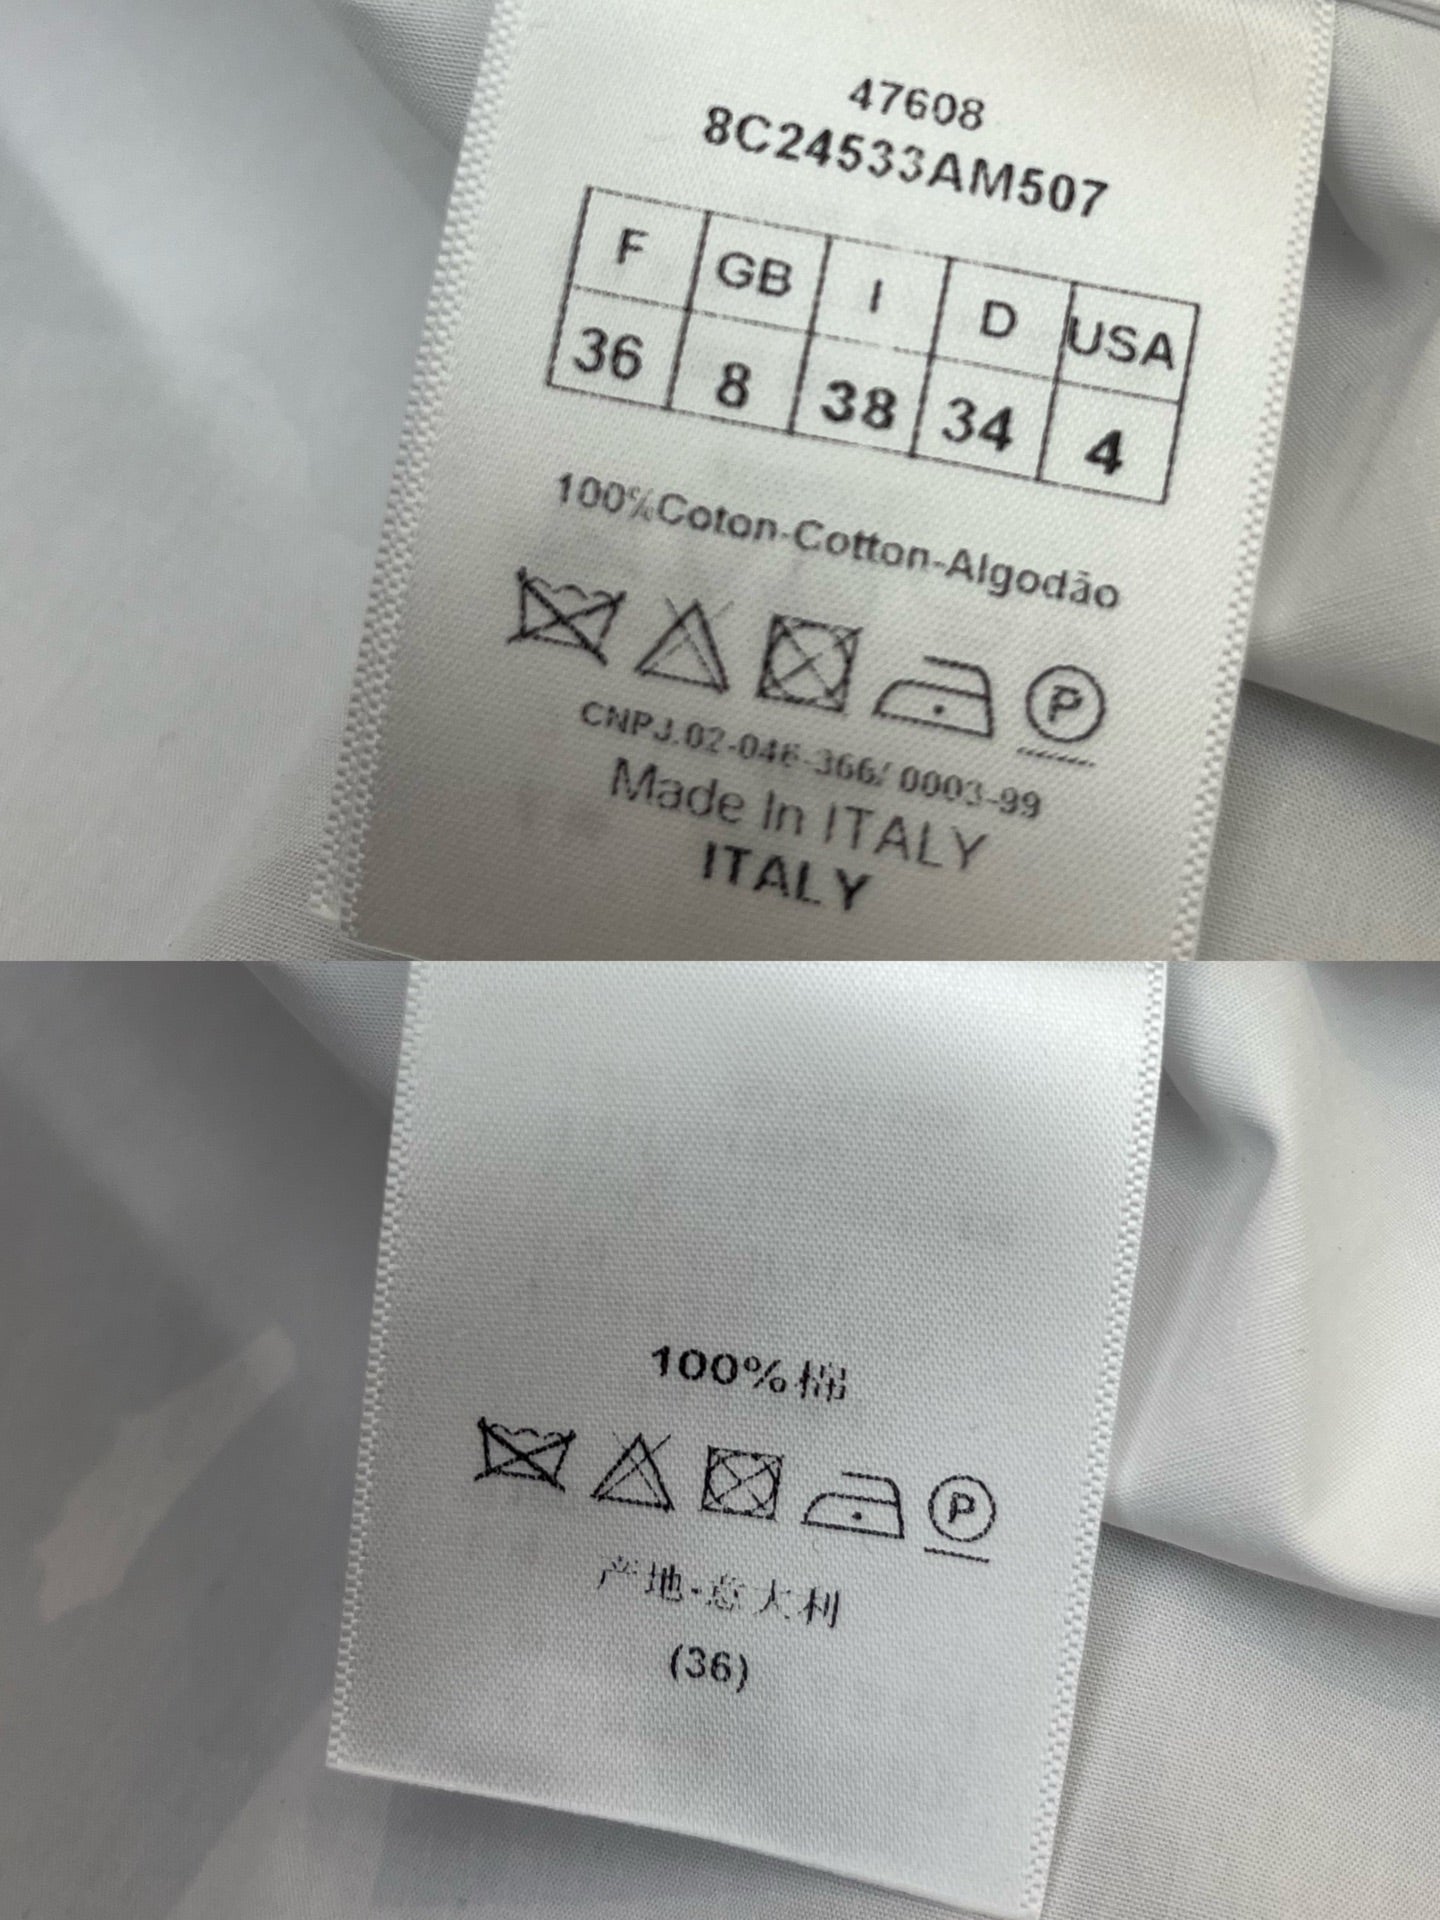 47608
8C24533AM507
F GB I D USA
36 8 38 34 4
100%Coton-Cotton-Algodão
P
CNPJ.02-046-366/ 0003-99
Made In ITALY
ITALY
100%棉
P
产地-意大利
(36)